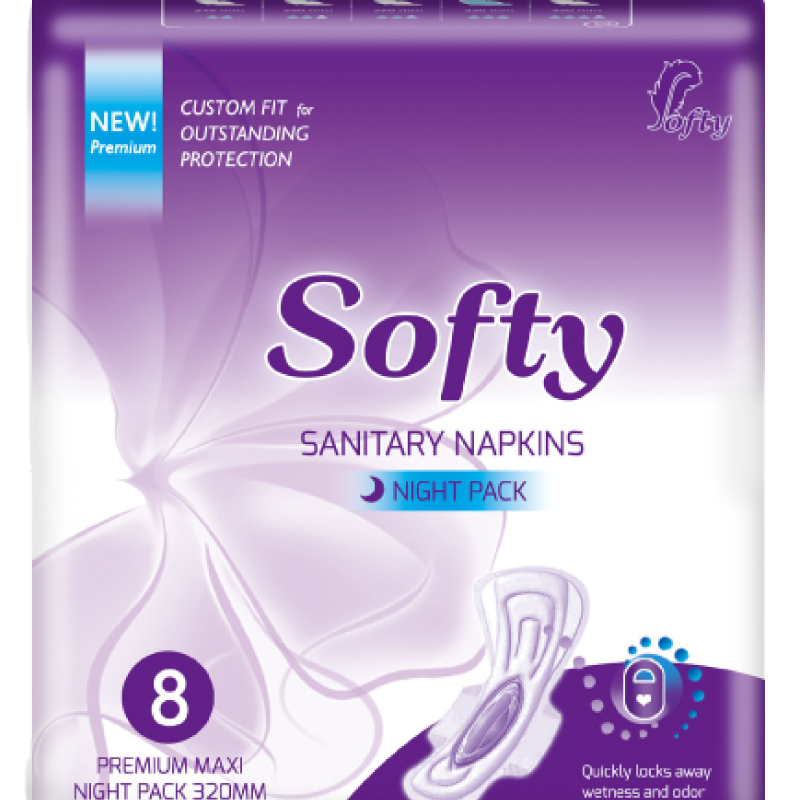 NEW!
Premium
CUSTOM FIT for
OUTSTANDING
PROTECTION
Softy
Softy
SANITARY NAPKINS
NIGHT PACK
8
PREMIUM MAXI
NIGHT PACK 320MM
Quickly locks away
wetness and odor